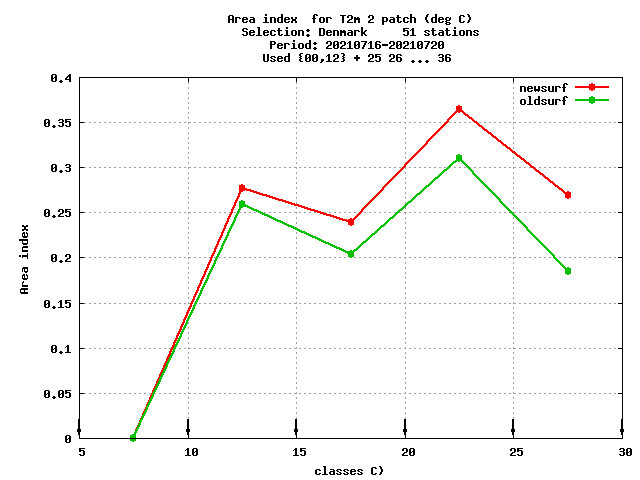 Area index  for T2m 2 patch (deg C)
Selection: Denmark     51 stations
Period: 20210716-20210720
Used {00,12} + 25 26 ... 36
newsurf
oldsurf
0.4
0.35
0.3
0.25
0.2
0.15
0.1
0.05
0
Area index
5 10 15 20 25 30
classes C)